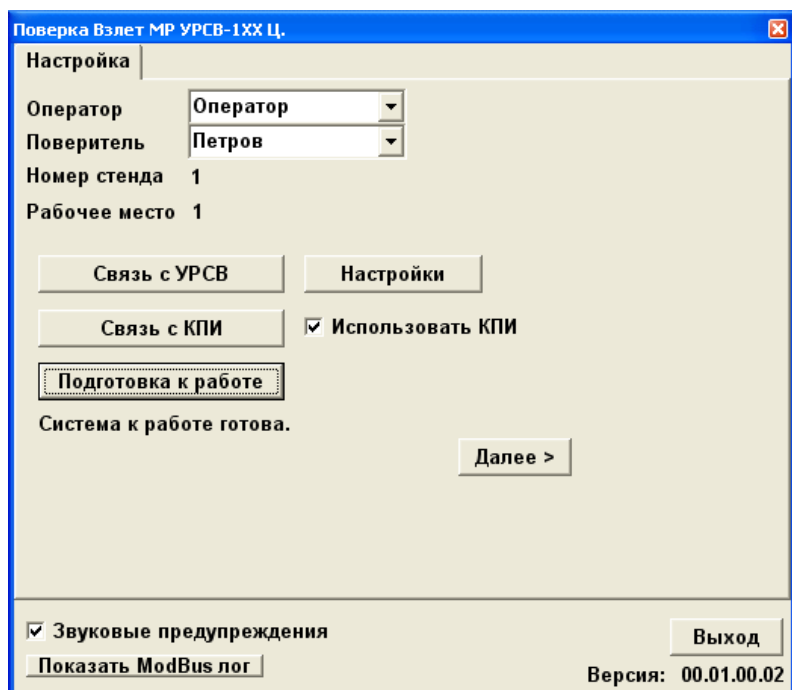 Поверка Взлет МР УРСВ-1ХХ Ц.
Настройка
Оператор Оператор
Поверитель Петров
Номер стенда 1
Рабочее место 1
Связь с УРСВ Настройки
Связь с КПИ Использовать КПИ
Подготовка к работе
Система к работе готова.
Далее >
Звуковые предупреждения
Выход
Показать ModBus лог
Версия: 00.01.00.02